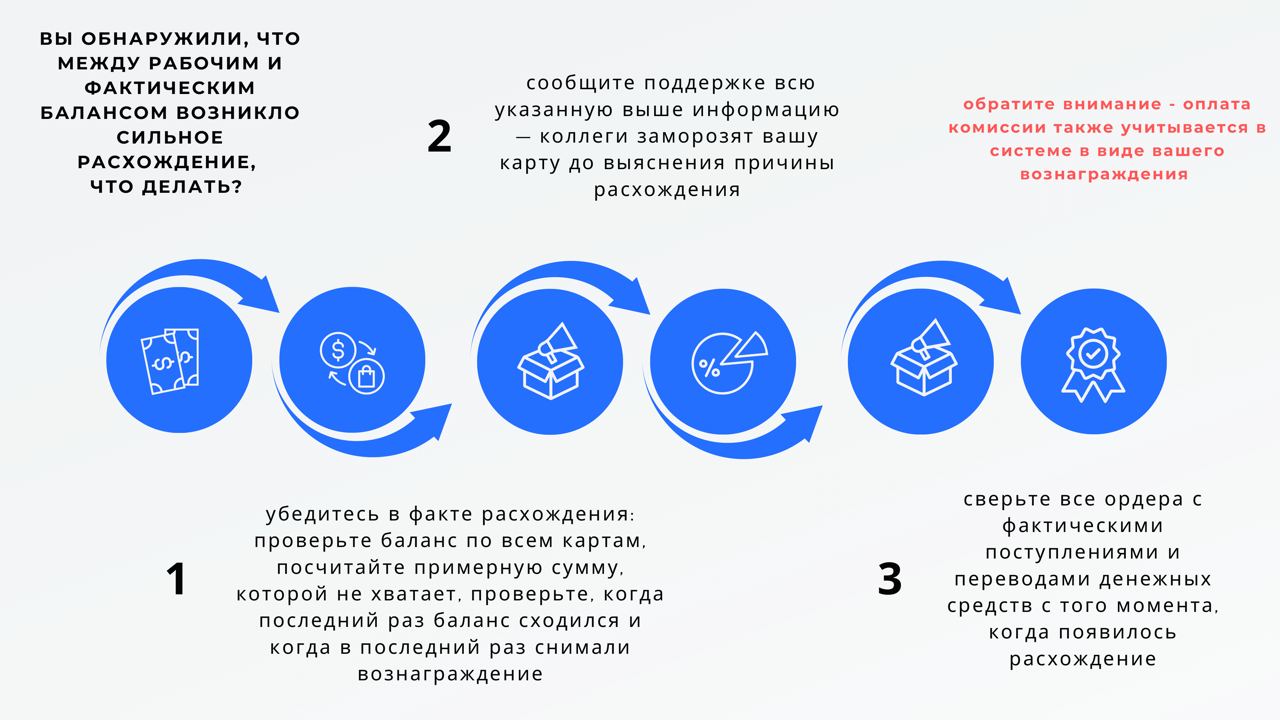 ВЫ ОБНАРУЖИЛИ, ЧТО
МЕЖДУ РАБОЧИМ И
ФАКТИЧЕСКИМ
БАЛАНСОМ ВОЗНИКЛО
СИЛЬНОЕ
РАСХОЖДЕНИЕ,
ЧТО ДЕЛАТЬ?
2
сообщите поддержке всю
указанную выше информацию
— коллеги заморозят вашу
карту до выяснения причины
расхождения
обратите внимание - оплата
комиссии также учитывается в
системе в виде вашего
вознаграждения
$
$
$
%
1
убедитесь в факте расхождения:
проверьте баланс по всем картам,
посчитайте примерную сумму,
которой не хватает, проверьте, когда
последний раз баланс сходился и
когда в последний раз снимали
вознаграждение
3
сверьте все ордера с
фактическими
поступлениями и
переводами денежных
средств с того момента,
когда появилось
расхождение